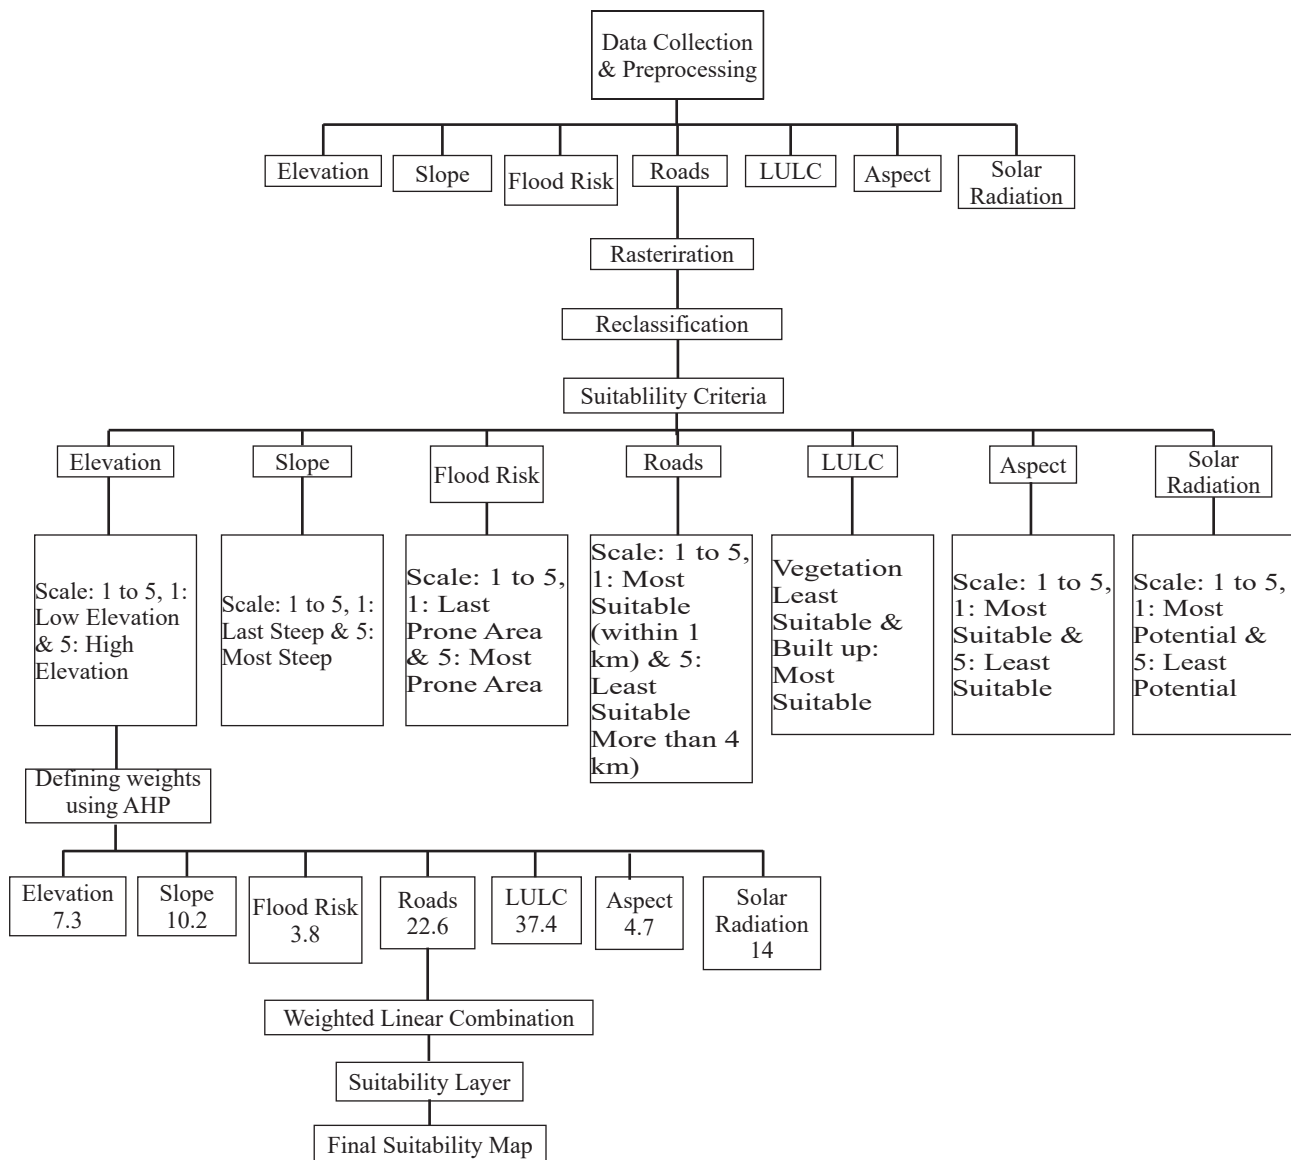 Data Collection
& Preprocessing
Elevation
Slope
Flood Risk
Roads
LULC
Aspect
Solar
Radiation
Rasteriration
Reclassification
Suitablility Criteria
Elevation
Slope
Flood Risk
Roads
LULC
Aspect
Solar
Radiation
Scale: 1 to 5, 1:
Low Elevation
& 5: High
Elevation
Scale: 1 to 5, 1:
Last Steep & 5:
Most Steep
Scale: 1 to 5,
1: Last
Prone Area
& 5: Most
Prone Area
Scale: 1 to 5,
1: Most
Suitable
(within 1
km) & 5:
Least
Suitable
More than 4
km)
Vegetation
Least
Suitable &
Built up:
Most
Suitable
Scale: 1 to 5,
1: Most
Suitable &
5: Least
Suitable
Scale: 1 to 5,
1: Most
Potential &
5: Least
Potential
Defining weights
using AHP
Elevation
7.3
Slope
10.2
Flood Risk
3.8
Roads
22.6
LULC
37.4
Aspect
4.7
Solar
Radiation
14
Weighted Linear Combination
Suitability Layer
Final Suitability Map